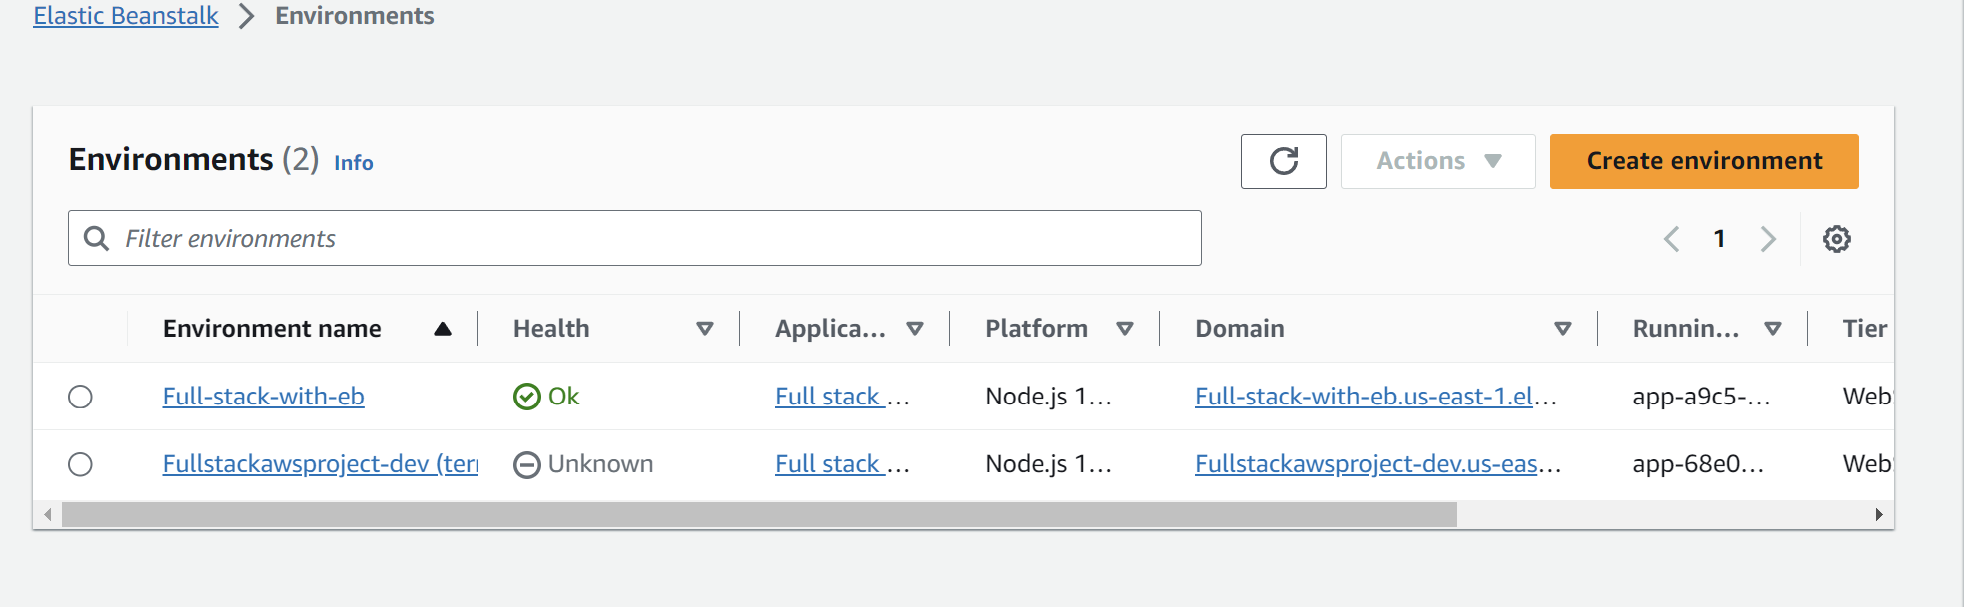 Elastic Beanstalk > Environments
Environments (2) Info
Actions
Create environment
Filter environments
1
Environment name Health Applica... Platform Domain Runnin... Tier
Full-stack-with-eb Ok Full stack ... Node.js 1... Full-stack-with-eb.us-east-1.el... app-a9c5-... Web
Fullstackawsproject-dev (ter Unknown Full stack ... Node.js 1... Fullstackawsproject-dev.us-eas... app-68e0... Web